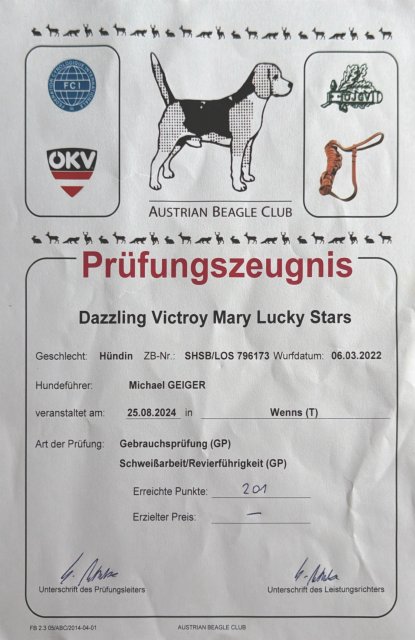 FCI
ÖKV
ÖJGV
AUSTRIAN BEAGLE CLUB
Prüfungszeugnis
Dazzling Victroy Mary Lucky Stars
Geschlecht: Hündin ZB-Nr.: SHSB/LOS 796173 Wurfdatum: 06.03.2022
Hundeführer: Michael GEIGER
veranstaltet am: 25.08.2024 in Wenns (T)
Art der Prüfung: Gebrauchsprüfung (GP)
Schweißarbeit/Revierführigkeit (GP)
Erreichte Punkte: 201
Erzielter Preis: —
Unterschrift des Prüfungsleiters Unterschrift des Leistungsrichters
FB 2.3.05/ABC/2014-04-01 AUSTRIAN BEAGLE CLUB